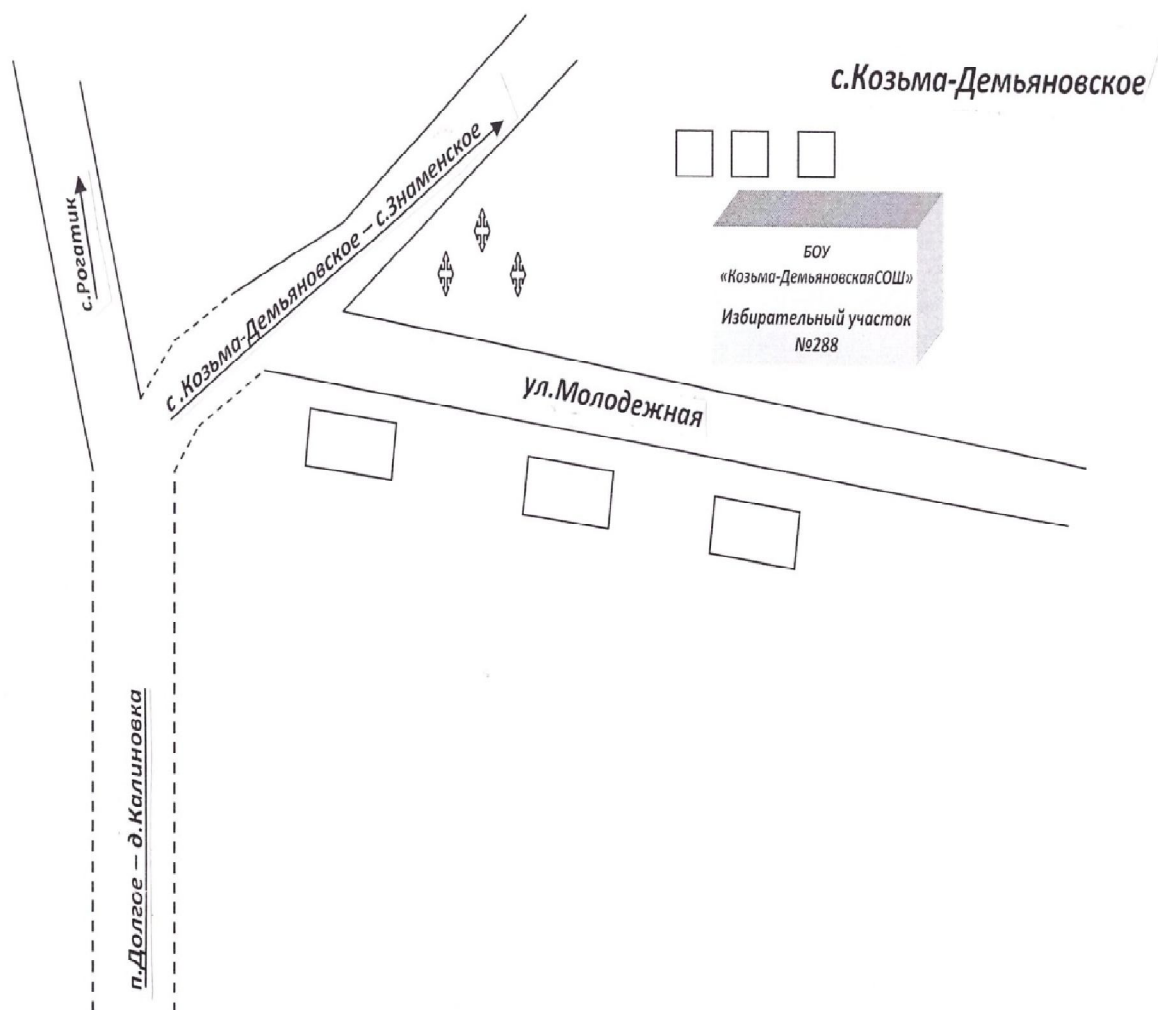 с.Козьма-Демьяновское
с.Рогатик
с .Козьма-Демьяновское – с.Знаменское
БОУ
«Козьма-ДемьяновскаяСОШ»
Избирательный участок
№288
ул.Молодежная
п.Долгое – д.Калиновка